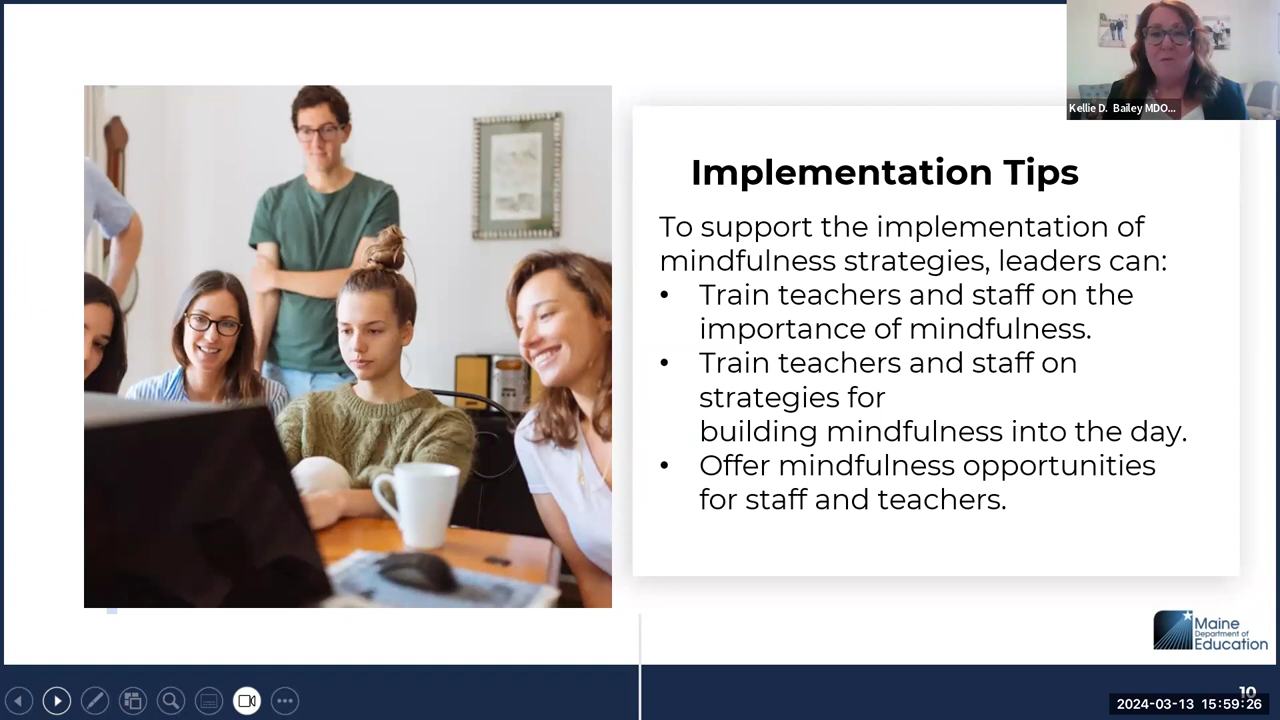 Kellie D. Bailey MDO...
Implementation Tips
To support the implementation of
mindfulness strategies, leaders can:
• Train teachers and staff on the
importance of mindfulness.
• Train teachers and staff on
strategies for
building mindfulness into the day.
• Offer mindfulness opportunities
for staff and teachers.
Maine
Department of
Education
10
2024-03-13 15:59:26